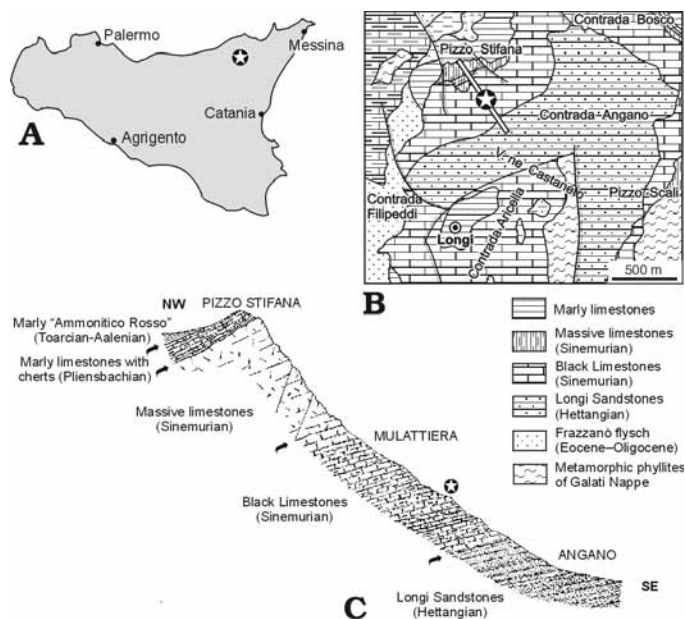 Palermo
Messina
Catania
Agrigento
A
Contrada Bosco
Pizzo Stifana
Contrada Angano
V.ne Castaneto
Pizzo Scali
Contrada
Filipeddi
Contrada Aricella
Longi
500 m
B
NW
PIZZO STIFANA
Marly "Ammonitico Rosso"
(Toarcian-Aalenian)
Marly limestones with
cherts (Pliensbachian)
Massive limestones
(Sinemurian)
MULATTIERA
Black Limestones
(Sinemurian)
ANGANO
SE
Longi Sandstones
(Hettangian)
C
Marly limestones
Massive limestones
(Sinemurian)
Black Limestones
(Sinemurian)
Longi Sandstones
(Hettangian)
Frazzanò flysch
(Eocene–Oligocene)
Metamorphic phyllites
of Galati Nappe